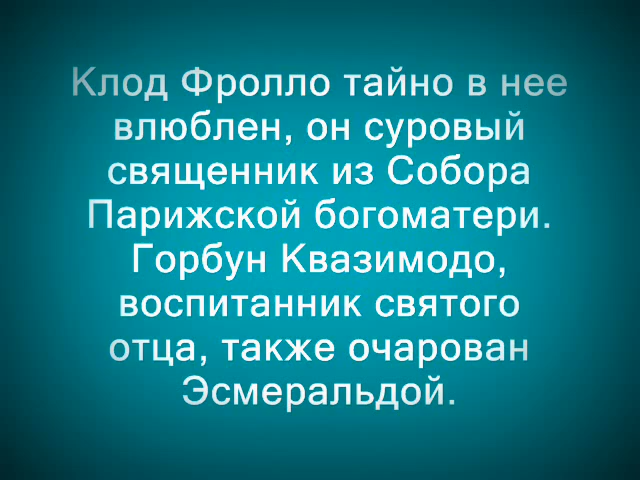 Клод Фролло тайно в нее
влюблен, он суровый
священник из Собора
Парижской богоматери.
Горбун Квазимодо,
воспитанник святого
отца, также очарован
Эсмеральдой.